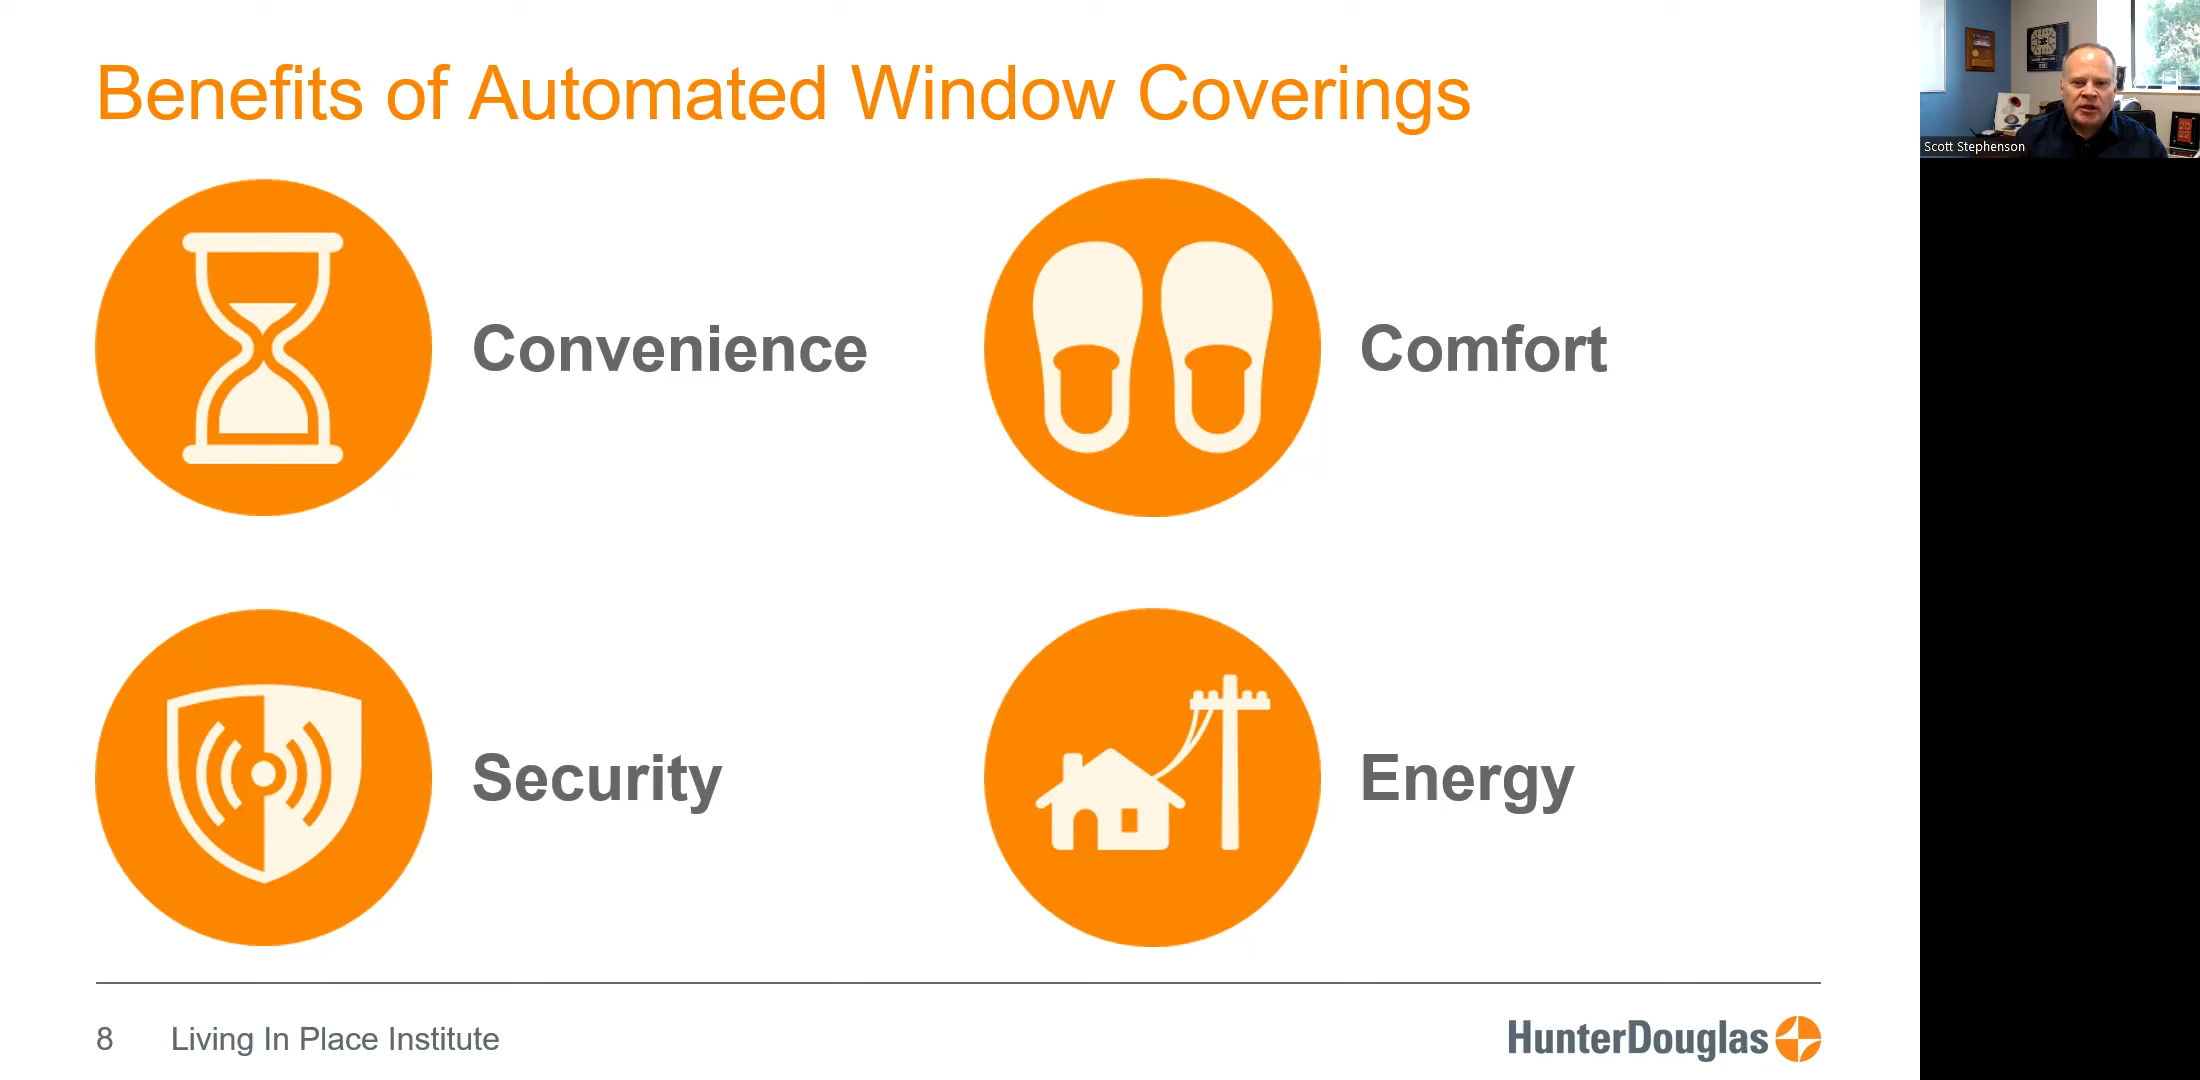 Benefits of Automated Window Coverings
Scott Stephenson
Convenience
Comfort
Security
Energy
8 Living In Place Institute
HunterDouglas